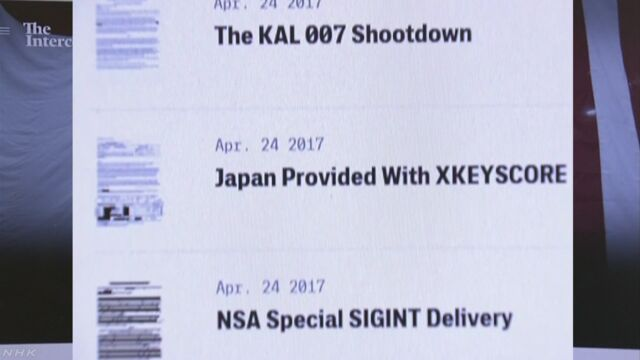 The
Interc
Apr. 24 2017
The KAL 007 Shootdown
Apr. 24 2017
Japan Provided With XKEYSCORE
Apr. 24 2017
NSA Special SIGINT Delivery
NHK